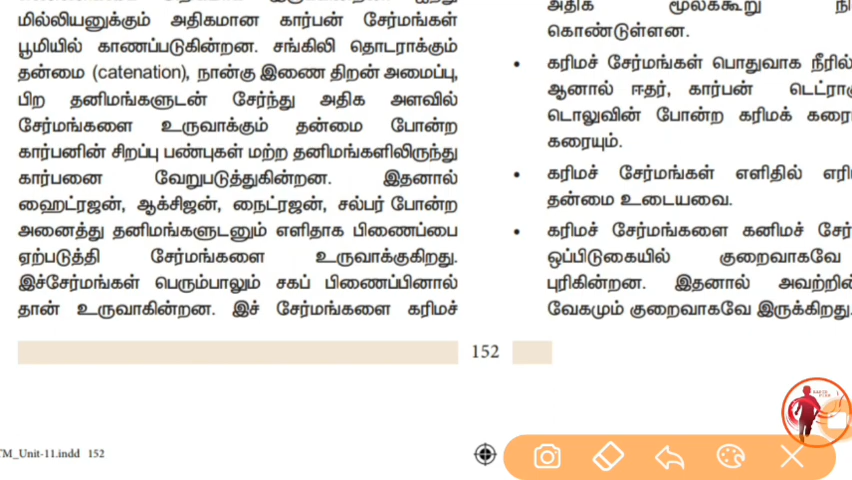 மில்லியனுக்கும் அதிகமான கார்பன் சேர்மங்கள்
பூமியில் காணப்படுகின்றன. சங்கிலி தொடராக்கும்
தன்மை (catenation), நான்கு இணை திறன் அமைப்பு,
பிற தனிமங்களுடன் சேர்ந்து அதிக அளவில்
சேர்மங்களை உருவாக்கும் தன்மை போன்ற
கார்பனின் சிறப்பு பண்புகள் மற்ற தனிமங்களிலிருந்து
கார்பனை வேறுபடுத்துகின்றன. இதனால்
ஹைட்ரஜன், ஆக்சிஜன், நைட்ரஜன், சல்பர் போன்ற
அனைத்து தனிமங்களுடனும் எளிதாக பிணைப்பை
ஏற்படுத்தி சேர்மங்களை உருவாக்குகிறது.
இச்சேர்மங்கள் பெரும்பாலும் சகப் பிணைப்பினால்
தான் உருவாகின்றன. இச் சேர்மங்களை கரிமச்
அதிக மூலக்கூறு நி
கொண்டுள்ளன.
• கரிமச் சேர்மங்கள் பொதுவாக நீரில்
ஆனால் ஈதர், கார்பன் டெட்ரா
டொலுவின் போன்ற கரிமக் கரை
கரையும்.
• கரிமச் சேர்மங்கள் எளிதில் எரி
தன்மை உடையவை.
• கரிமச் சேர்மங்களை கனிமச் சேர்
ஒப்பிடுகையில் குறைவாகவே
புரிகின்றன. இதனால் அவற்றின்
வேகமும் குறைவாகவே இருக்கிறது.
152
TM_Unit-11.indd 152